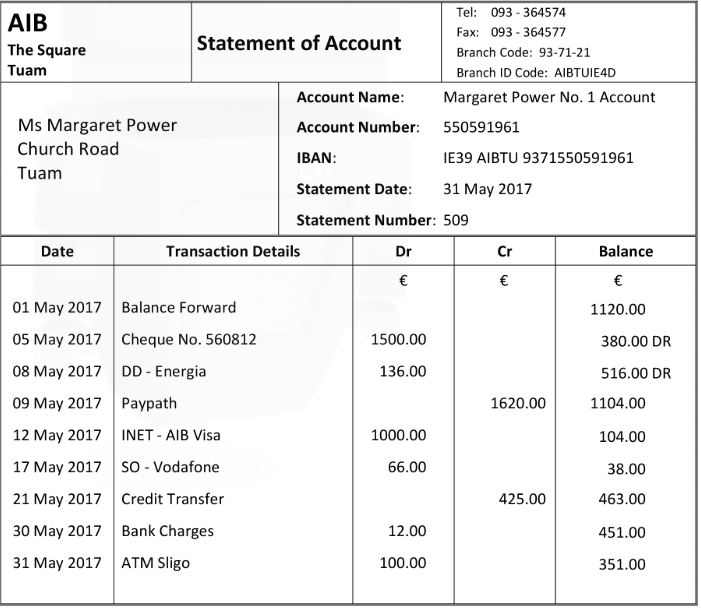 AIB
The Square
Tuam
Statement of Account
Tel: 093 - 364574
Fax: 093 - 364577
Branch Code: 93-71-21
Branch ID Code: AIBTUIE4D
Ms Margaret Power
Church Road
Tuam
Account Name: Margaret Power No. 1 Account
Account Number: 550591961
IBAN: IE39 AIBTU 9371550591961
Statement Date: 31 May 2017
Statement Number: 509
Date Transaction Details Dr Cr Balance
€ € €
01 May 2017 Balance Forward 1120.00
05 May 2017 Cheque No. 560812 1500.00 380.00 DR
08 May 2017 DD - Energia 136.00 516.00 DR
09 May 2017 Paypath 1620.00 1104.00
12 May 2017 INET - AIB Visa 1000.00 104.00
17 May 2017 SO - Vodafone 66.00 38.00
21 May 2017 Credit Transfer 425.00 463.00
30 May 2017 Bank Charges 12.00 451.00
31 May 2017 ATM Sligo 100.00 351.00